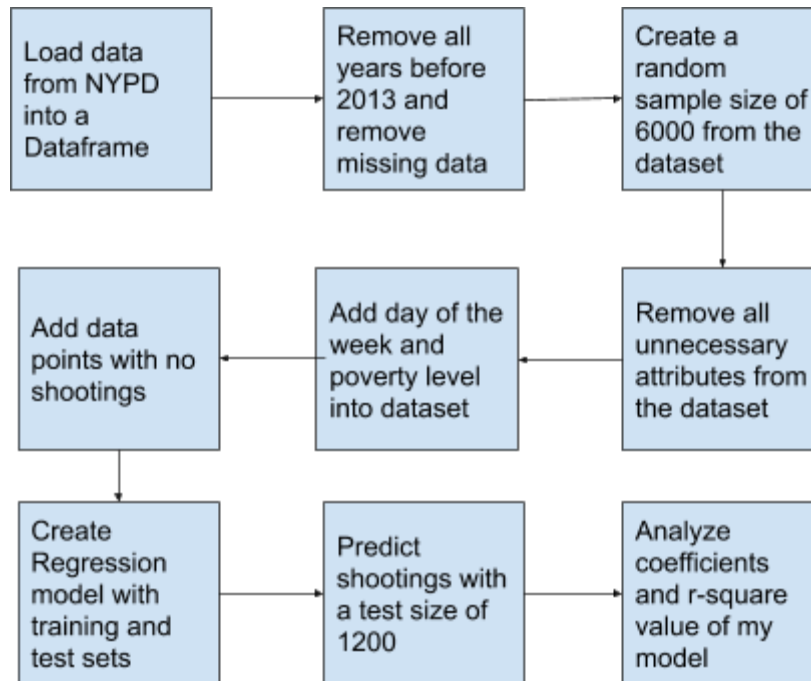 Load data
from NYPD
into a
Dataframe
Remove all
years before
2013 and
remove
missing data
Create a
random
sample size of
6000 from the
dataset
Remove all
unnecessary
attributes from
the dataset
Add day of the
week and
poverty level
into dataset
Add data
points with no
shootings
Create
Regression
model with
training and
test sets
Predict
shootings with
a test size of
1200
Analyze
coefficients
and r-square
value of my
model